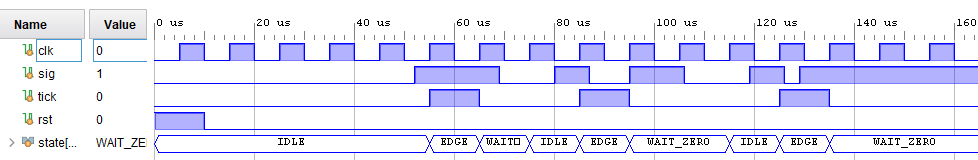 Name Value 0 us 20 us 40 us 60 us 80 us 100 us 120 us 140 us 160
clk 0
sig 1
tick 0
rst 0
state[... WAIT_ZE IDLE EDGE WAIT IDLE EDGE WAIT_ZERO IDLE EDGE WAIT_ZERO